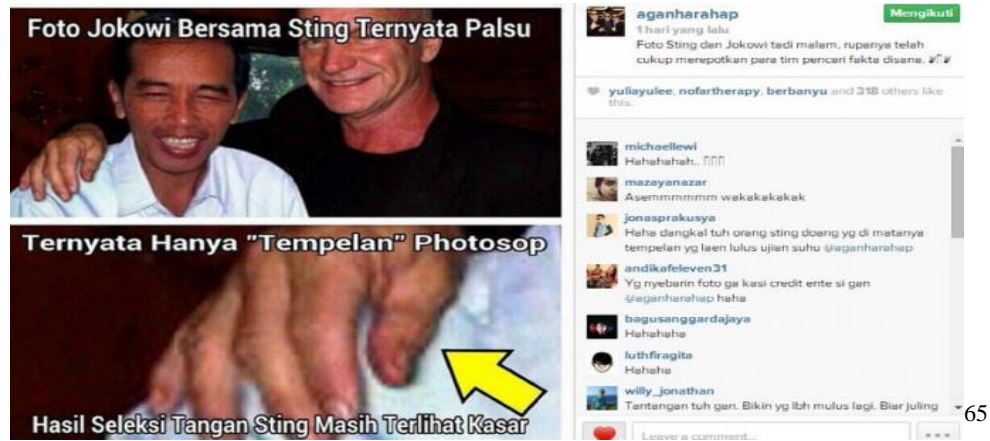 Foto Jokowi Bersama Sting Ternyata Palsu
Ternyata Hanya "Tempelan" Photosop
Hasil Seleksi Tangan Sting Masih Terlihat Kasar
aganharahap
Mengikuti
1 hari yang lalu
Foto Sting dan Jokowi tadi malam, rupanya telah
cukup merepotkan para tim pencari fakta disana.
yuliayulee, nofartherapy, berbanyu and 318 others like
this.
michaellewi
Hahahahah..
mazayanazar
Asemmmmmm wakakakakak
jonasprakusya
Haha dangkal tuh orang sting doang yg di matanya
tempelan yg laen lulus ujian suhu @aganharahap
andikafeleven31
Yg nyebarin foto ga kasi credit ente si gan
@aganharahap haha
bagusanggardajaya
Hahahaha
luthfiragita
Hahaha
willy_jonathan
Tantangan tuh gan. Bikin yg lbh mulus lagi. Biar juling
Leave a comment...
65